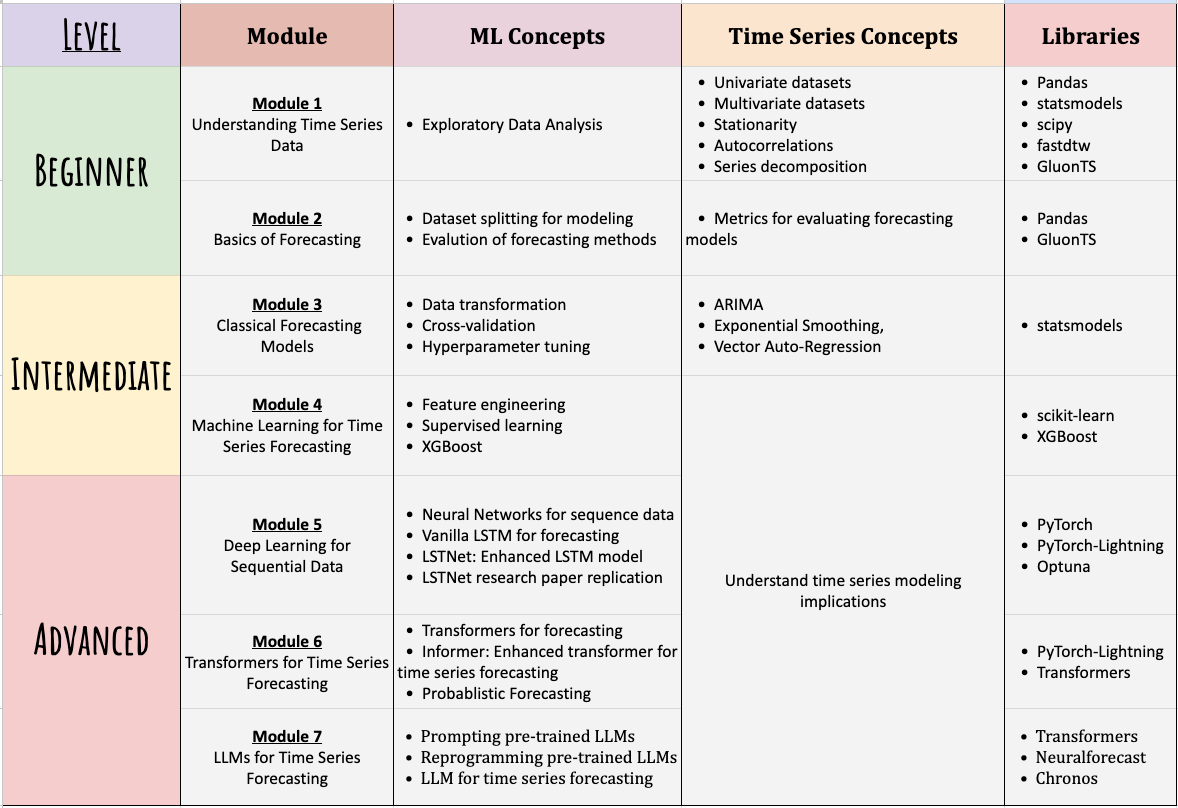 LEVEL
Module
ML Concepts
Time Series Concepts
Libraries
BEGINNER
Module 1
Understanding Time Series
Data
• Exploratory Data Analysis
• Univariate datasets
• Multivariate datasets
• Stationarity
• Autocorrelations
• Series decomposition
• Pandas
• statsmodels
• scipy
• fastdtw
• GluonTS
Module 2
Basics of Forecasting
• Dataset splitting for modeling
• Evalution of forecasting methods
• Metrics for evaluating forecasting
models
• Pandas
• GluonTS
INTERMEDIATE
Module 3
Classical Forecasting
Models
• Data transformation
• Cross-validation
• Hyperparameter tuning
• ARIMA
• Exponential Smoothing,
• Vector Auto-Regression
• statsmodels
Module 4
Machine Learning for Time
Series Forecasting
• Feature engineering
• Supervised learning
• XGBoost
Understand time series modeling
implications
• scikit-learn
• XGBoost
ADVANCED
Module 5
Deep Learning for
Sequential Data
• Neural Networks for sequence data
• Vanilla LSTM for forecasting
• LSTNet: Enhanced LSTM model
• LSTNet research paper replication
• PyTorch
• PyTorch-Lightning
• Optuna
Module 6
Transformers for Time Series
Forecasting
• Transformers for forecasting
• Informer: Enhanced transformer for
time series forecasting
• Probablistic Forecasting
• PyTorch-Lightning
• Transformers
Module 7
LLMs for Time Series
Forecasting
• Prompting pre-trained LLMs
• Reprogramming pre-trained LLMs
• LLM for time series forecasting
• Transformers
• Neuralforecast
• Chronos